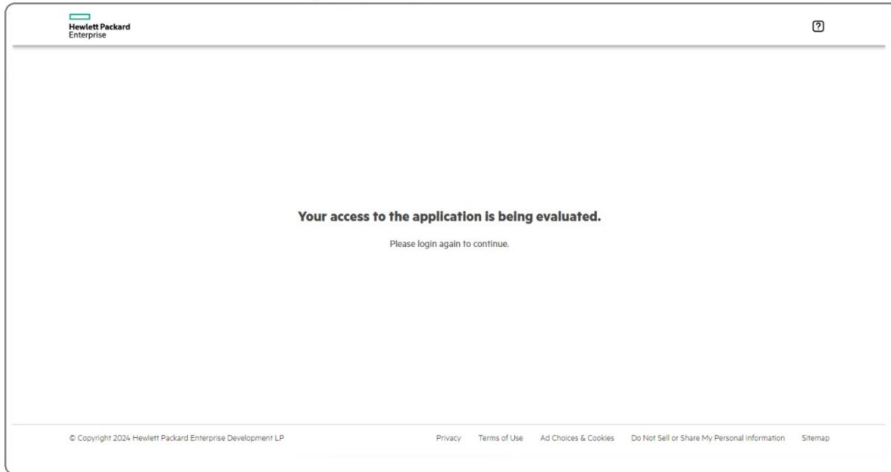 Hewlett Packard
Enterprise
?
Your access to the application is being evaluated.
Please login again to continue.
© Copyright 2024 Hewlett Packard Enterprise Development LP Privacy Terms of Use Ad Choices & Cookies Do Not Sell or Share My Personal Information Sitemap